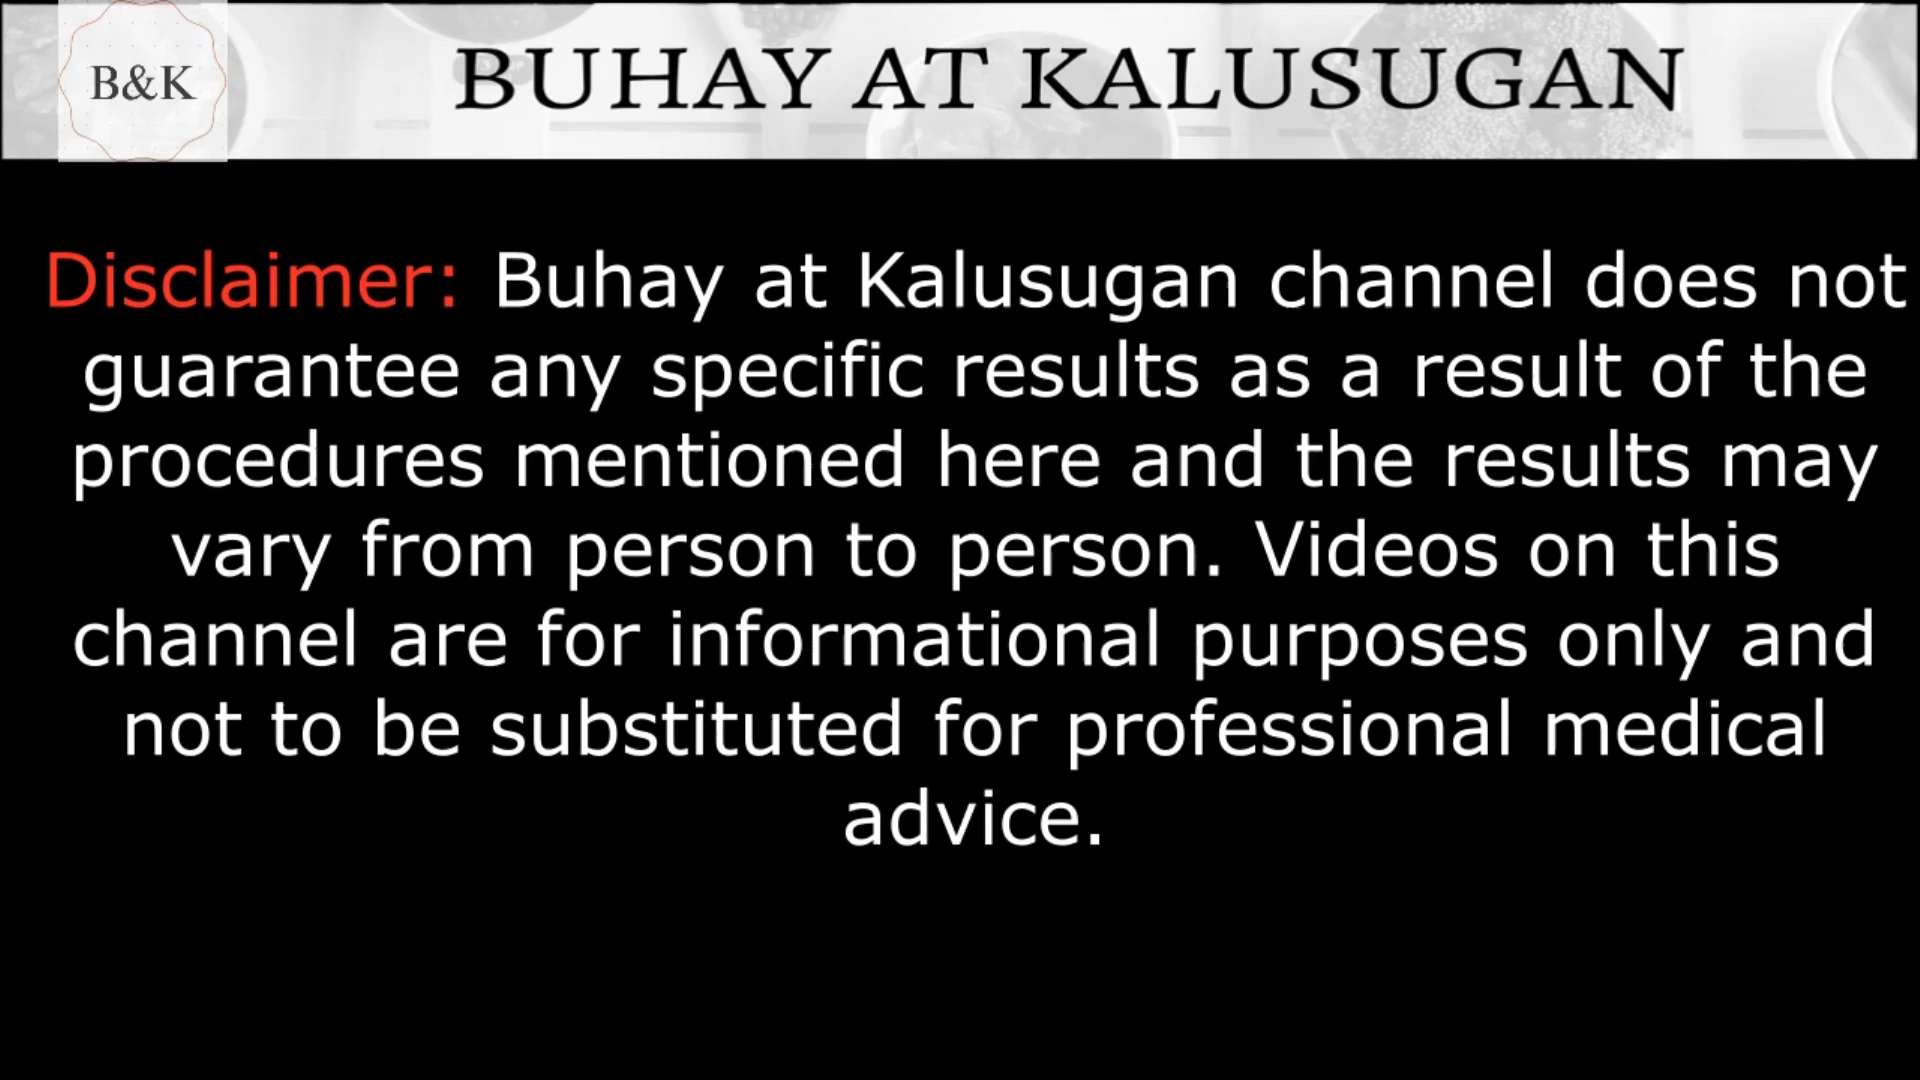 B&K
BUHAY AT KALUSUGAN
Disclaimer: Buhay at Kalusugan channel does not
guarantee any specific results as a result of the
procedures mentioned here and the results may
vary from person to person. Videos on this
channel are for informational purposes only and
not to be substituted for professional medical
advice.